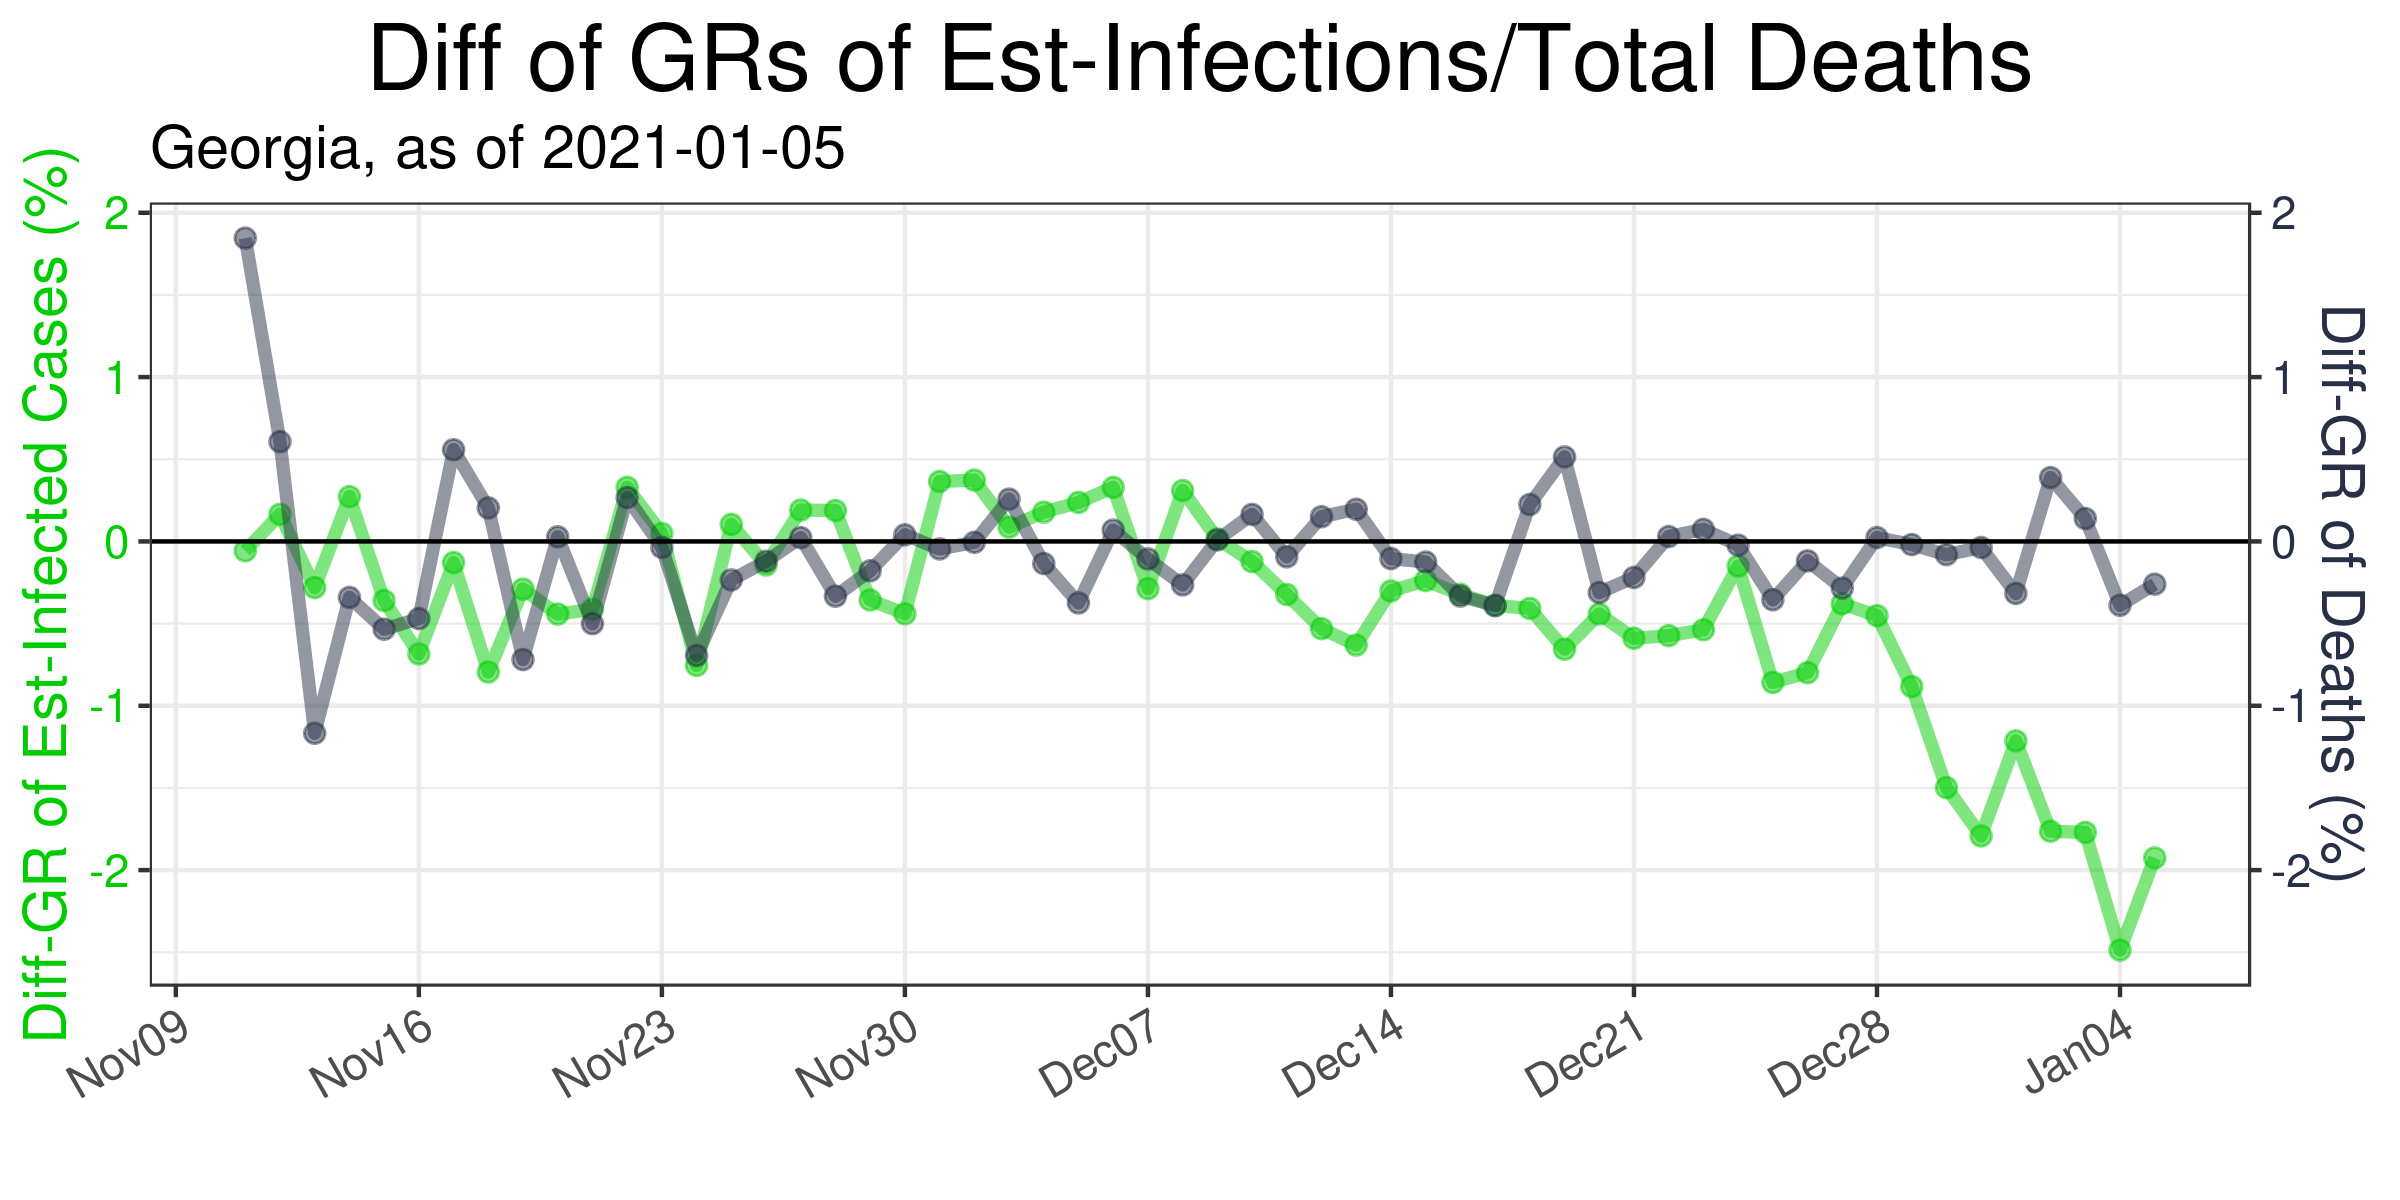 Diff of GRs of Est-Infections/Total Deaths
Georgia, as of 2021-01-05
Diff-GR of Est-Infected Cases (%)
2
1
0
-1
-2
2
1
0
-1
-2
Diff-GR of Deaths (%)
Nov09
Nov16
Nov23
Nov30
Dec07
Dec14
Dec21
Dec28
Jan04